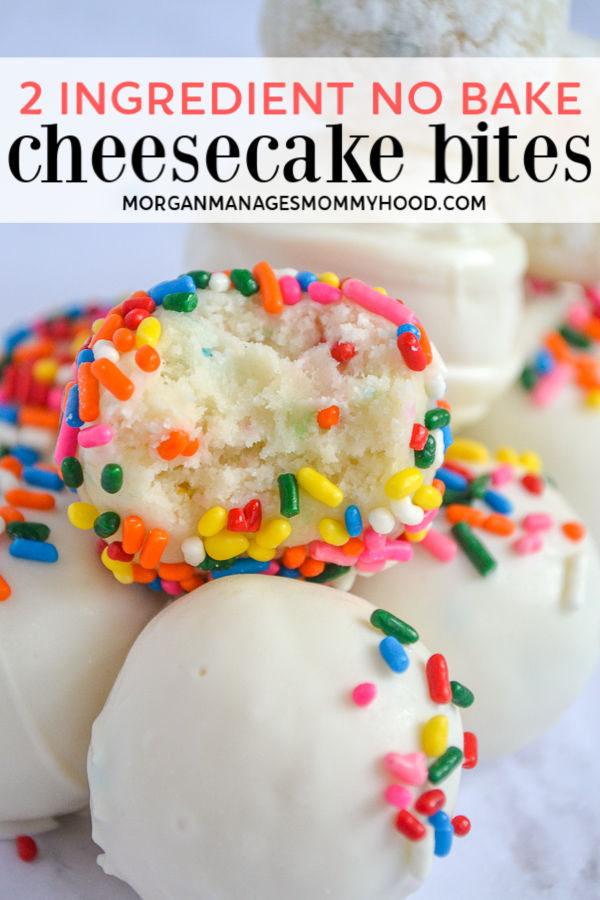 2 INGREDIENT NO BAKE
cheesecake bites
MORGANMANAGESMOMMYHOOD.COM